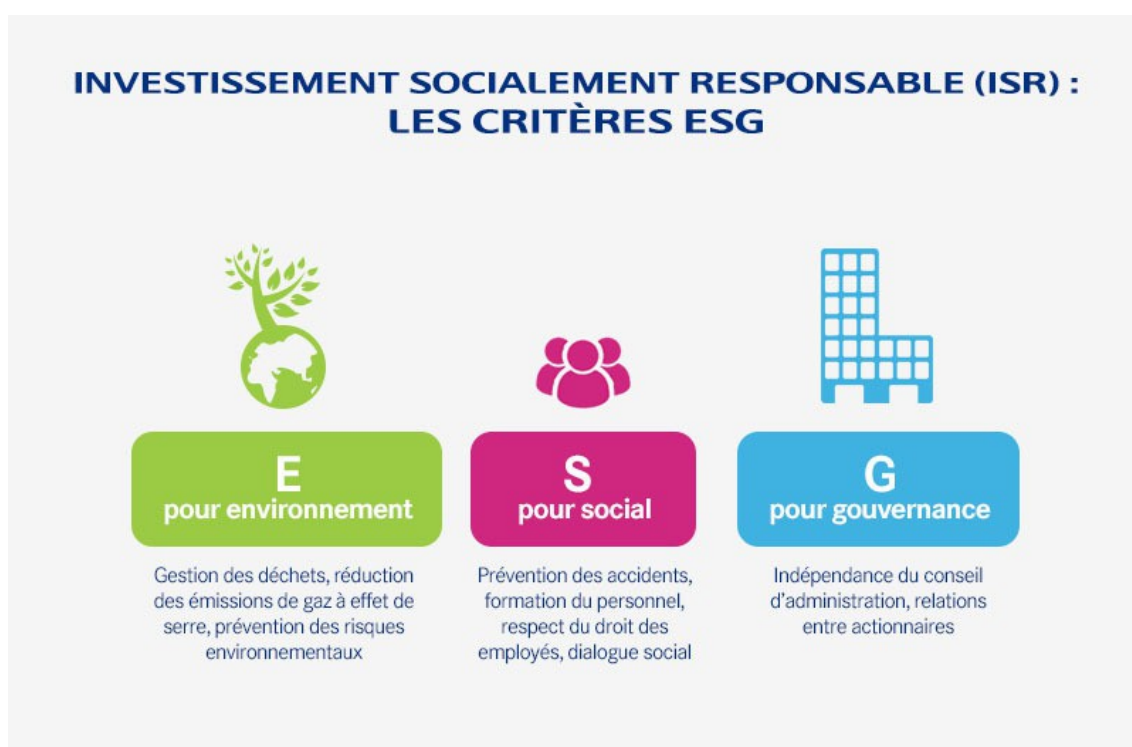 INVESTISSEMENT SOCIALEMENT RESPONSABLE (ISR) :
LES CRITÈRES ESG
E
pour environnement
Gestion des déchets, réduction
des émissions de gaz à effet de
serre, prévention des risques
environnementaux
S
pour social
Prévention des accidents,
formation du personnel,
respect du droit des
employés, dialogue social
G
pour gouvernance
Indépendance du conseil
d’administration, relations
entre actionnaires